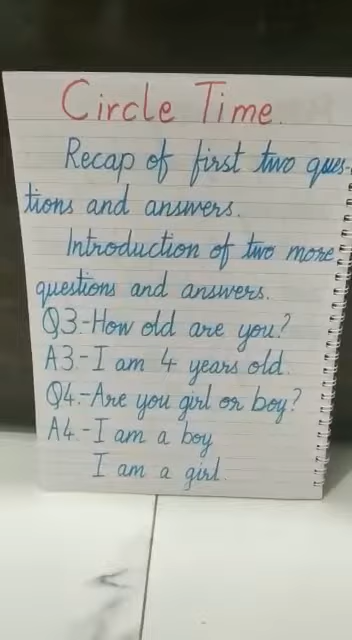 Circle Time.
Recap of first two ques-
tions and answers.
Introduction of two more
questions and answers.
Q3.-How old are you?
A3.-I am 4 years old.
Q4.-Are you girl or boy?
A4.-I am a boy
I am a girl.